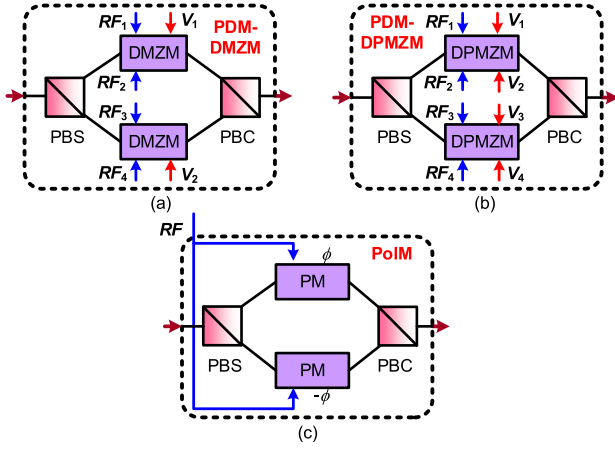 RF1 V1 PDM-
DMZM
DMZM
RF2
PBS
RF3
PBC
DMZM
RF4 V2
(a)
PDM-
DPMZM
RF1 V1
DPMZM
RF2 V2
PBS
RF3 V3
PBC
DPMZM
RF4 V4
(b)
RF
ϕ
PolM
PM
PBS
PBC
PM
-ϕ
(c)